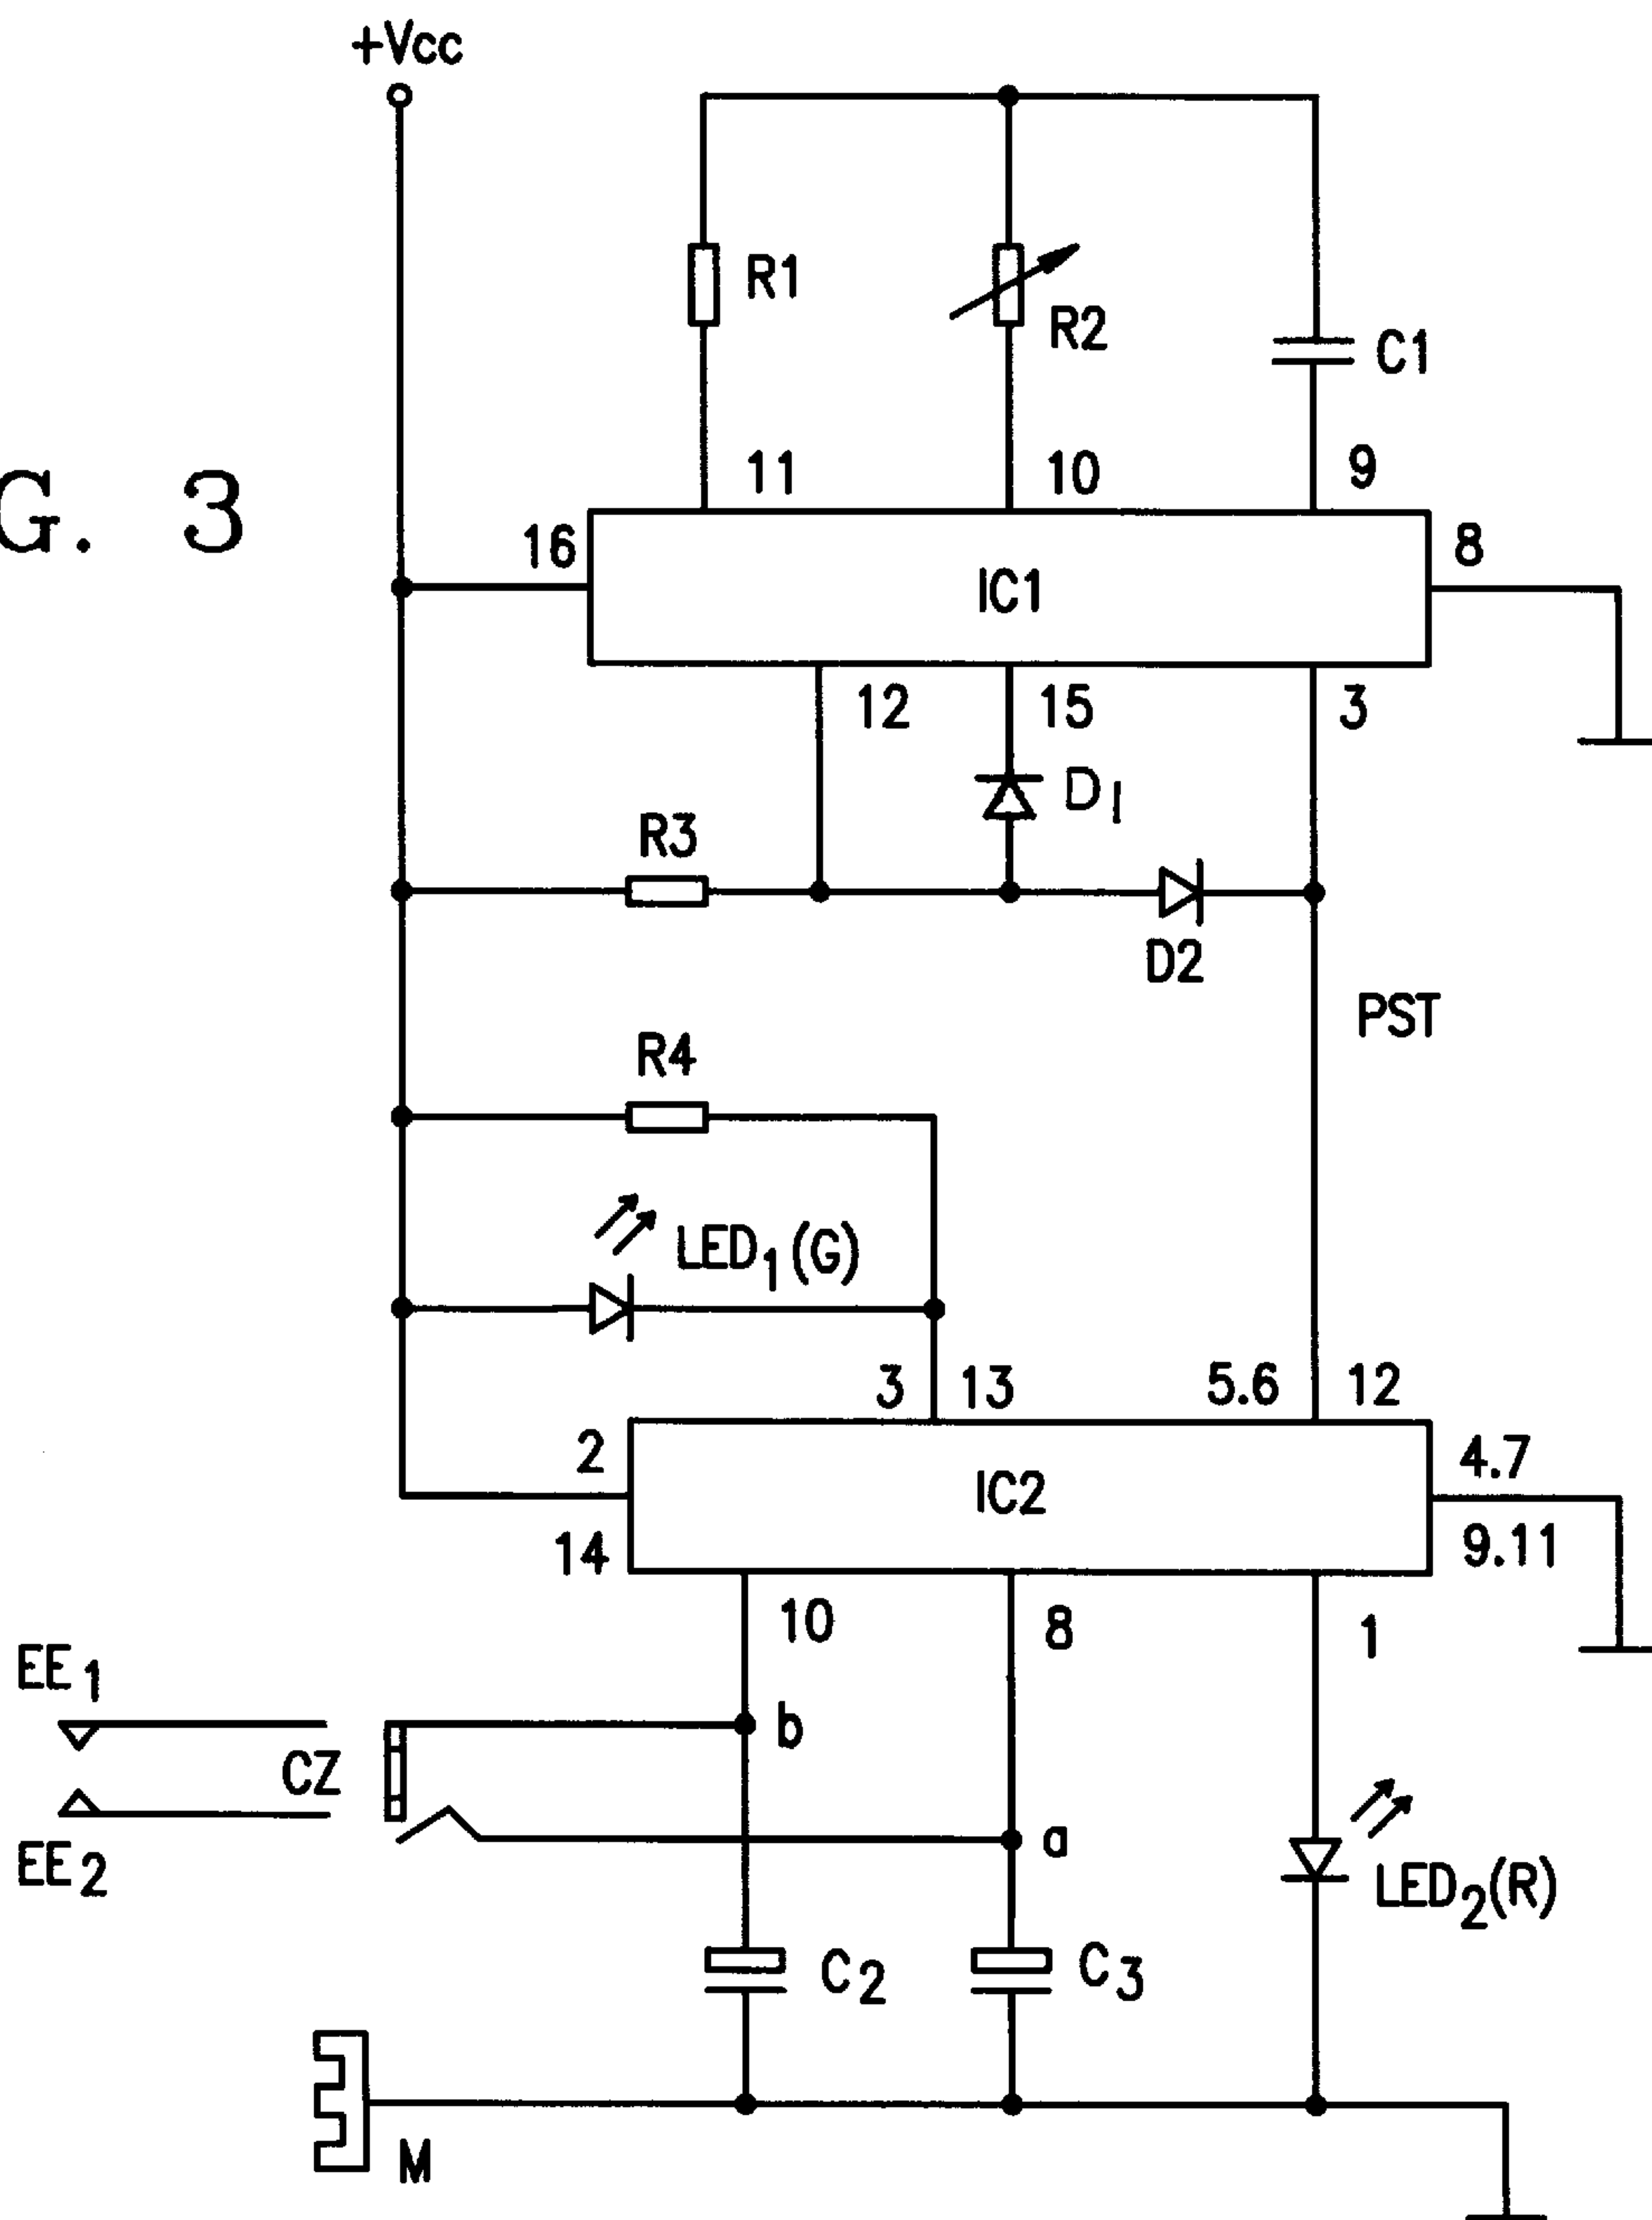 +Vcc
R1
R2
C1
11
10
9
G. 3
16
IC1
8
12
15
3
D1
R3
D2
PST
R4
LED1(G)
3
13
5.6
12
2
IC2
4.7
14
9.11
10
8
1
EE1
b
CZ
a
EE2
LED2(R)
C2
C3
M